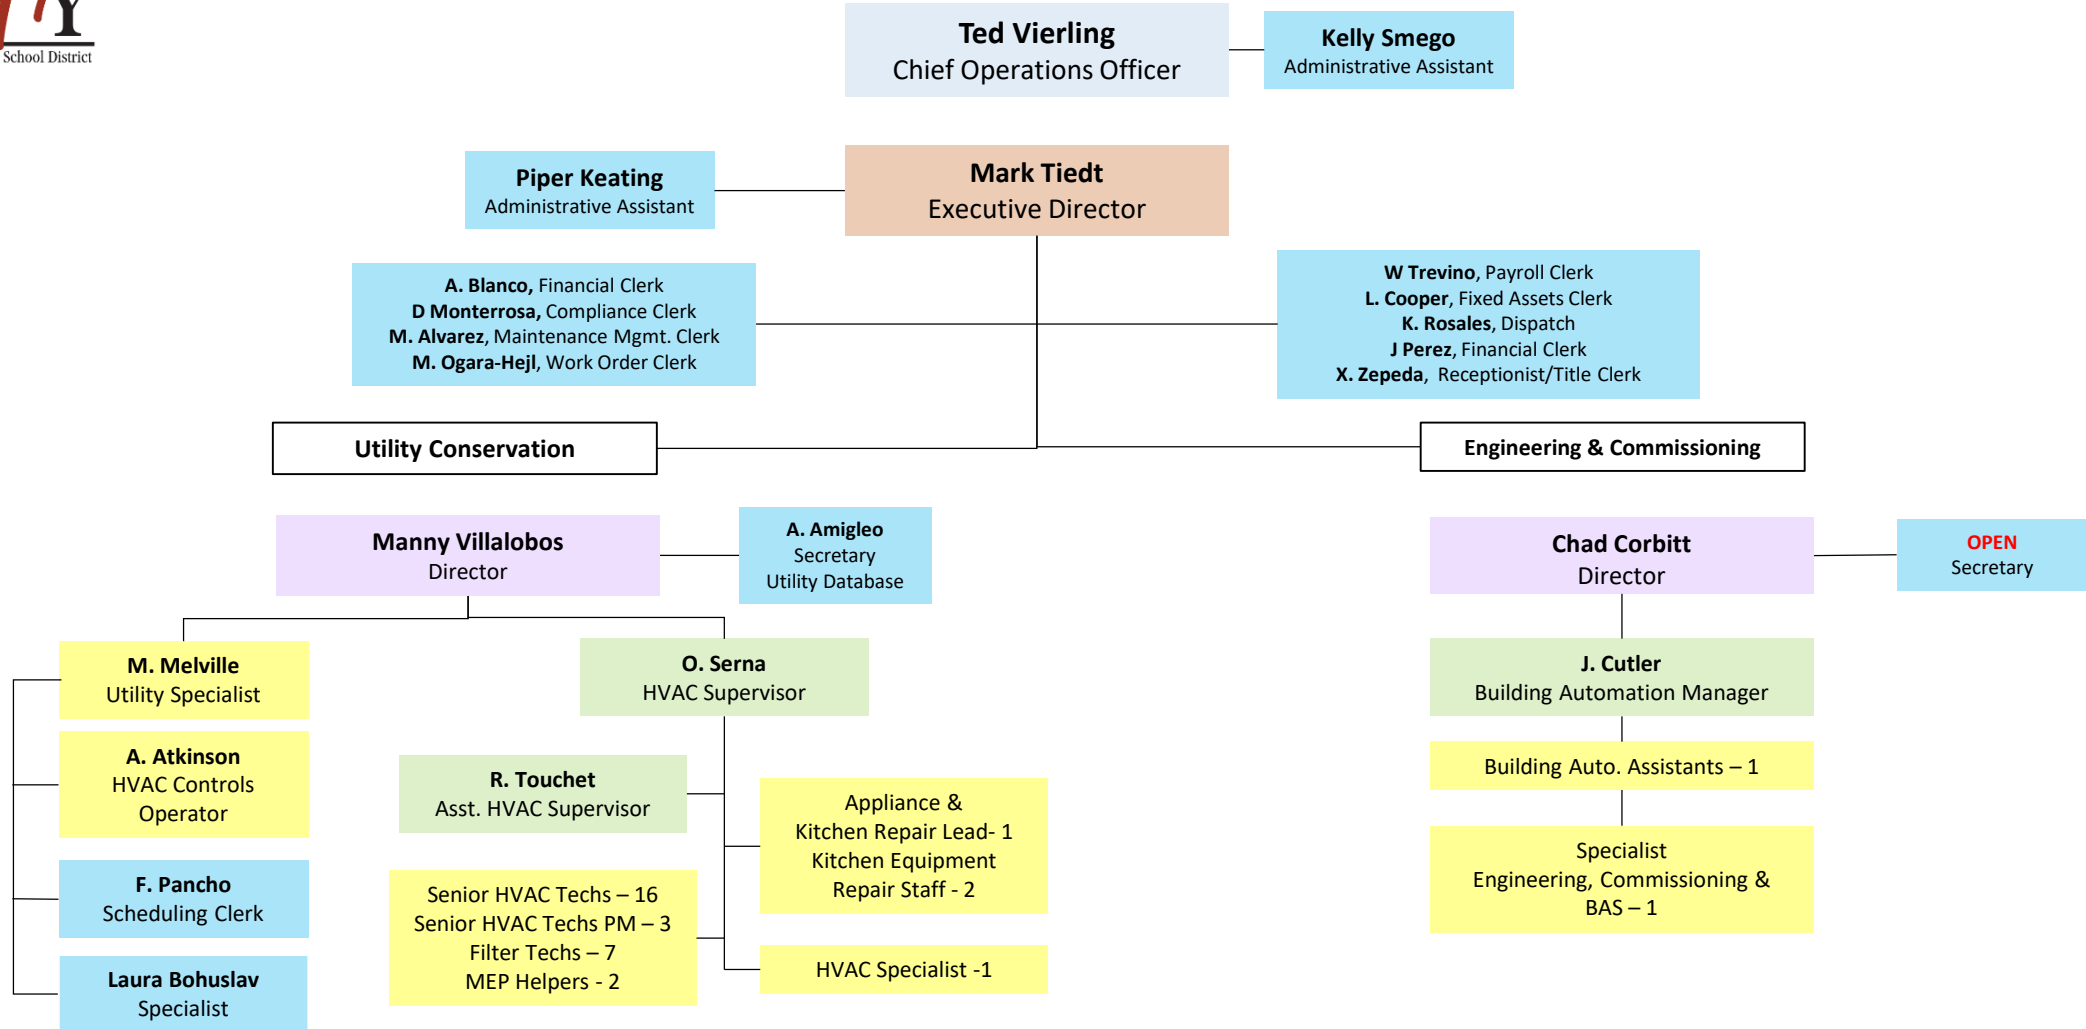 Y
School District
Ted Vierling
Chief Operations Officer
Kelly Smego
Administrative Assistant
Piper Keating
Administrative Assistant
Mark Tiedt
Executive Director
A. Blanco, Financial Clerk
D Monterrosa, Compliance Clerk
M. Alvarez, Maintenance Mgmt. Clerk
M. Ogara-Hejl, Work Order Clerk
W Trevino, Payroll Clerk
L. Cooper, Fixed Assets Clerk
K. Rosales, Dispatch
J Perez, Financial Clerk
X. Zepeda, Receptionist/Title Clerk
Utility Conservation
Engineering & Commissioning
Manny Villalobos
Director
A. Amigleo
Secretary
Utility Database
Chad Corbitt
Director
OPEN
Secretary
M. Melville
Utility Specialist
O. Serna
HVAC Supervisor
J. Cutler
Building Automation Manager
A. Atkinson
HVAC Controls
Operator
R. Touchet
Asst. HVAC Supervisor
Appliance &
Kitchen Repair Lead- 1
Kitchen Equipment
Repair Staff - 2
Building Auto. Assistants – 1
F. Pancho
Scheduling Clerk
Senior HVAC Techs – 16
Senior HVAC Techs PM – 3
Filter Techs – 7
MEP Helpers - 2
Specialist
Engineering, Commissioning &
BAS – 1
Laura Bohuslav
Specialist
HVAC Specialist -1